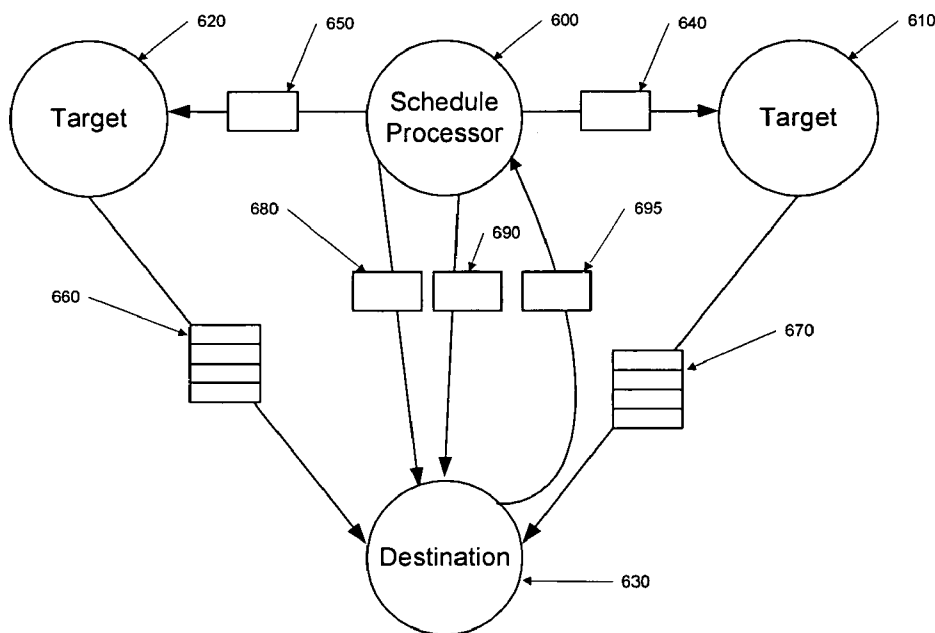 620
650
600
640
610
Target
Schedule
Processor
Target
680
690
695
660
670
Destination
630